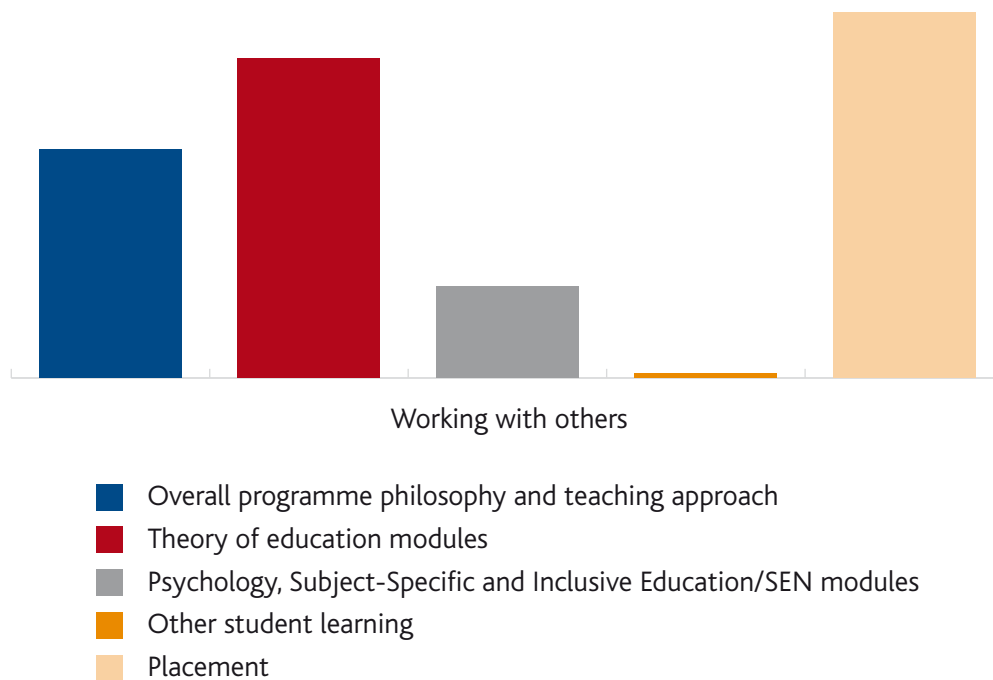 Working with others
Overall programme philosophy and teaching approach
Theory of education modules
Psychology, Subject-Specific and Inclusive Education/SEN modules
Other student learning
Placement